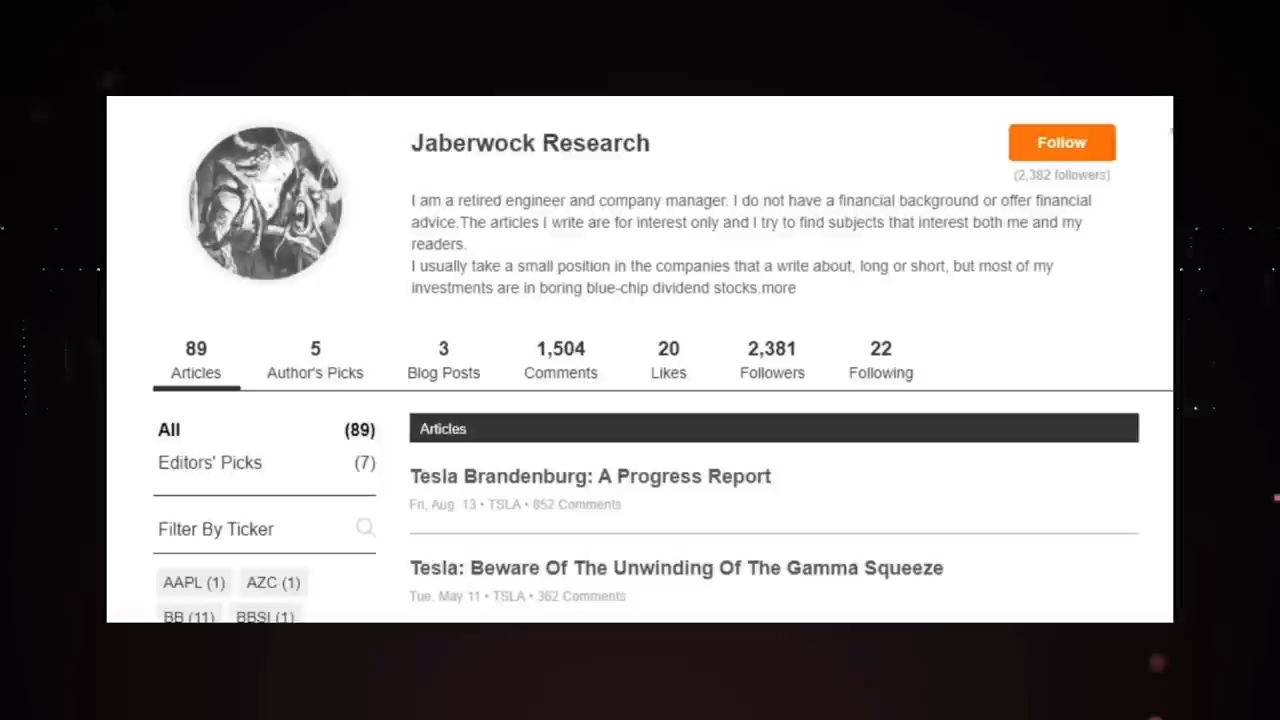 Jaberwock Research
Follow
(2,382 followers)
I am a retired engineer and company manager. I do not have a financial background or offer financial
advice.The articles I write are for interest only and I try to find subjects that interest both me and my
readers.
I usually take a small position in the companies that a write about, long or short, but most of my
investments are in boring blue-chip dividend stocks.more
89 5 3 1,504 20 2,381 22
Articles Author's Picks Blog Posts Comments Likes Followers Following
All (89)
Editors' Picks (7)
Filter By Ticker
AAPL (1) AZC (1)
BB (11) BBSI (1)
Articles
Tesla Brandenburg: A Progress Report
Fri, Aug. 13 • TSLA • 852 Comments
Tesla: Beware Of The Unwinding Of The Gamma Squeeze
Tue, May 11 • TSLA • 362 Comments